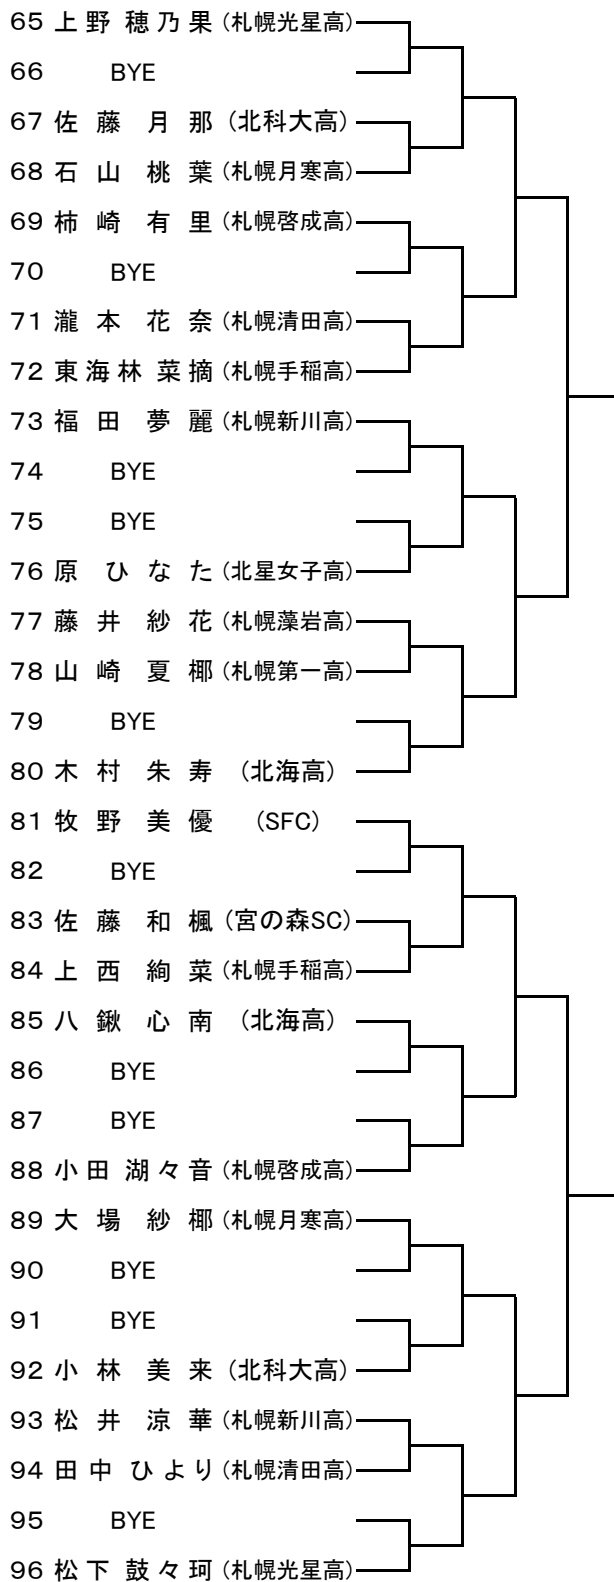 65 上野 穂乃果 (札幌光星高)
66 BYE
67 佐藤 月那 (北科大高)
68 石山 桃葉 (札幌月寒高)
69 柿崎 有里 (札幌啓成高)
70 BYE
71 瀧本 花奈 (札幌清田高)
72 東海林 菜摘 (札幌手稲高)
73 福田 夢麗 (札幌新川高)
74 BYE
75 BYE
76 原 ひなた (北星女子高)
77 藤井 紗花 (札幌藻岩高)
78 山崎 夏椰 (札幌第一高)
79 BYE
80 木村 朱寿 (北海高)
81 牧野 美優 (SFC)
82 BYE
83 佐藤 和楓 (宮の森SC)
84 上西 絢菜 (札幌手稲高)
85 八鍬 心南 (北海高)
86 BYE
87 BYE
88 小田 湖々音 (札幌啓成高)
89 大場 紗椰 (札幌月寒高)
90 BYE
91 BYE
92 小林 美来 (北科大高)
93 松井 涼華 (札幌新川高)
94 田中 ひより (札幌清田高)
95 BYE
96 松下 鼓々珂 (札幌光星高)